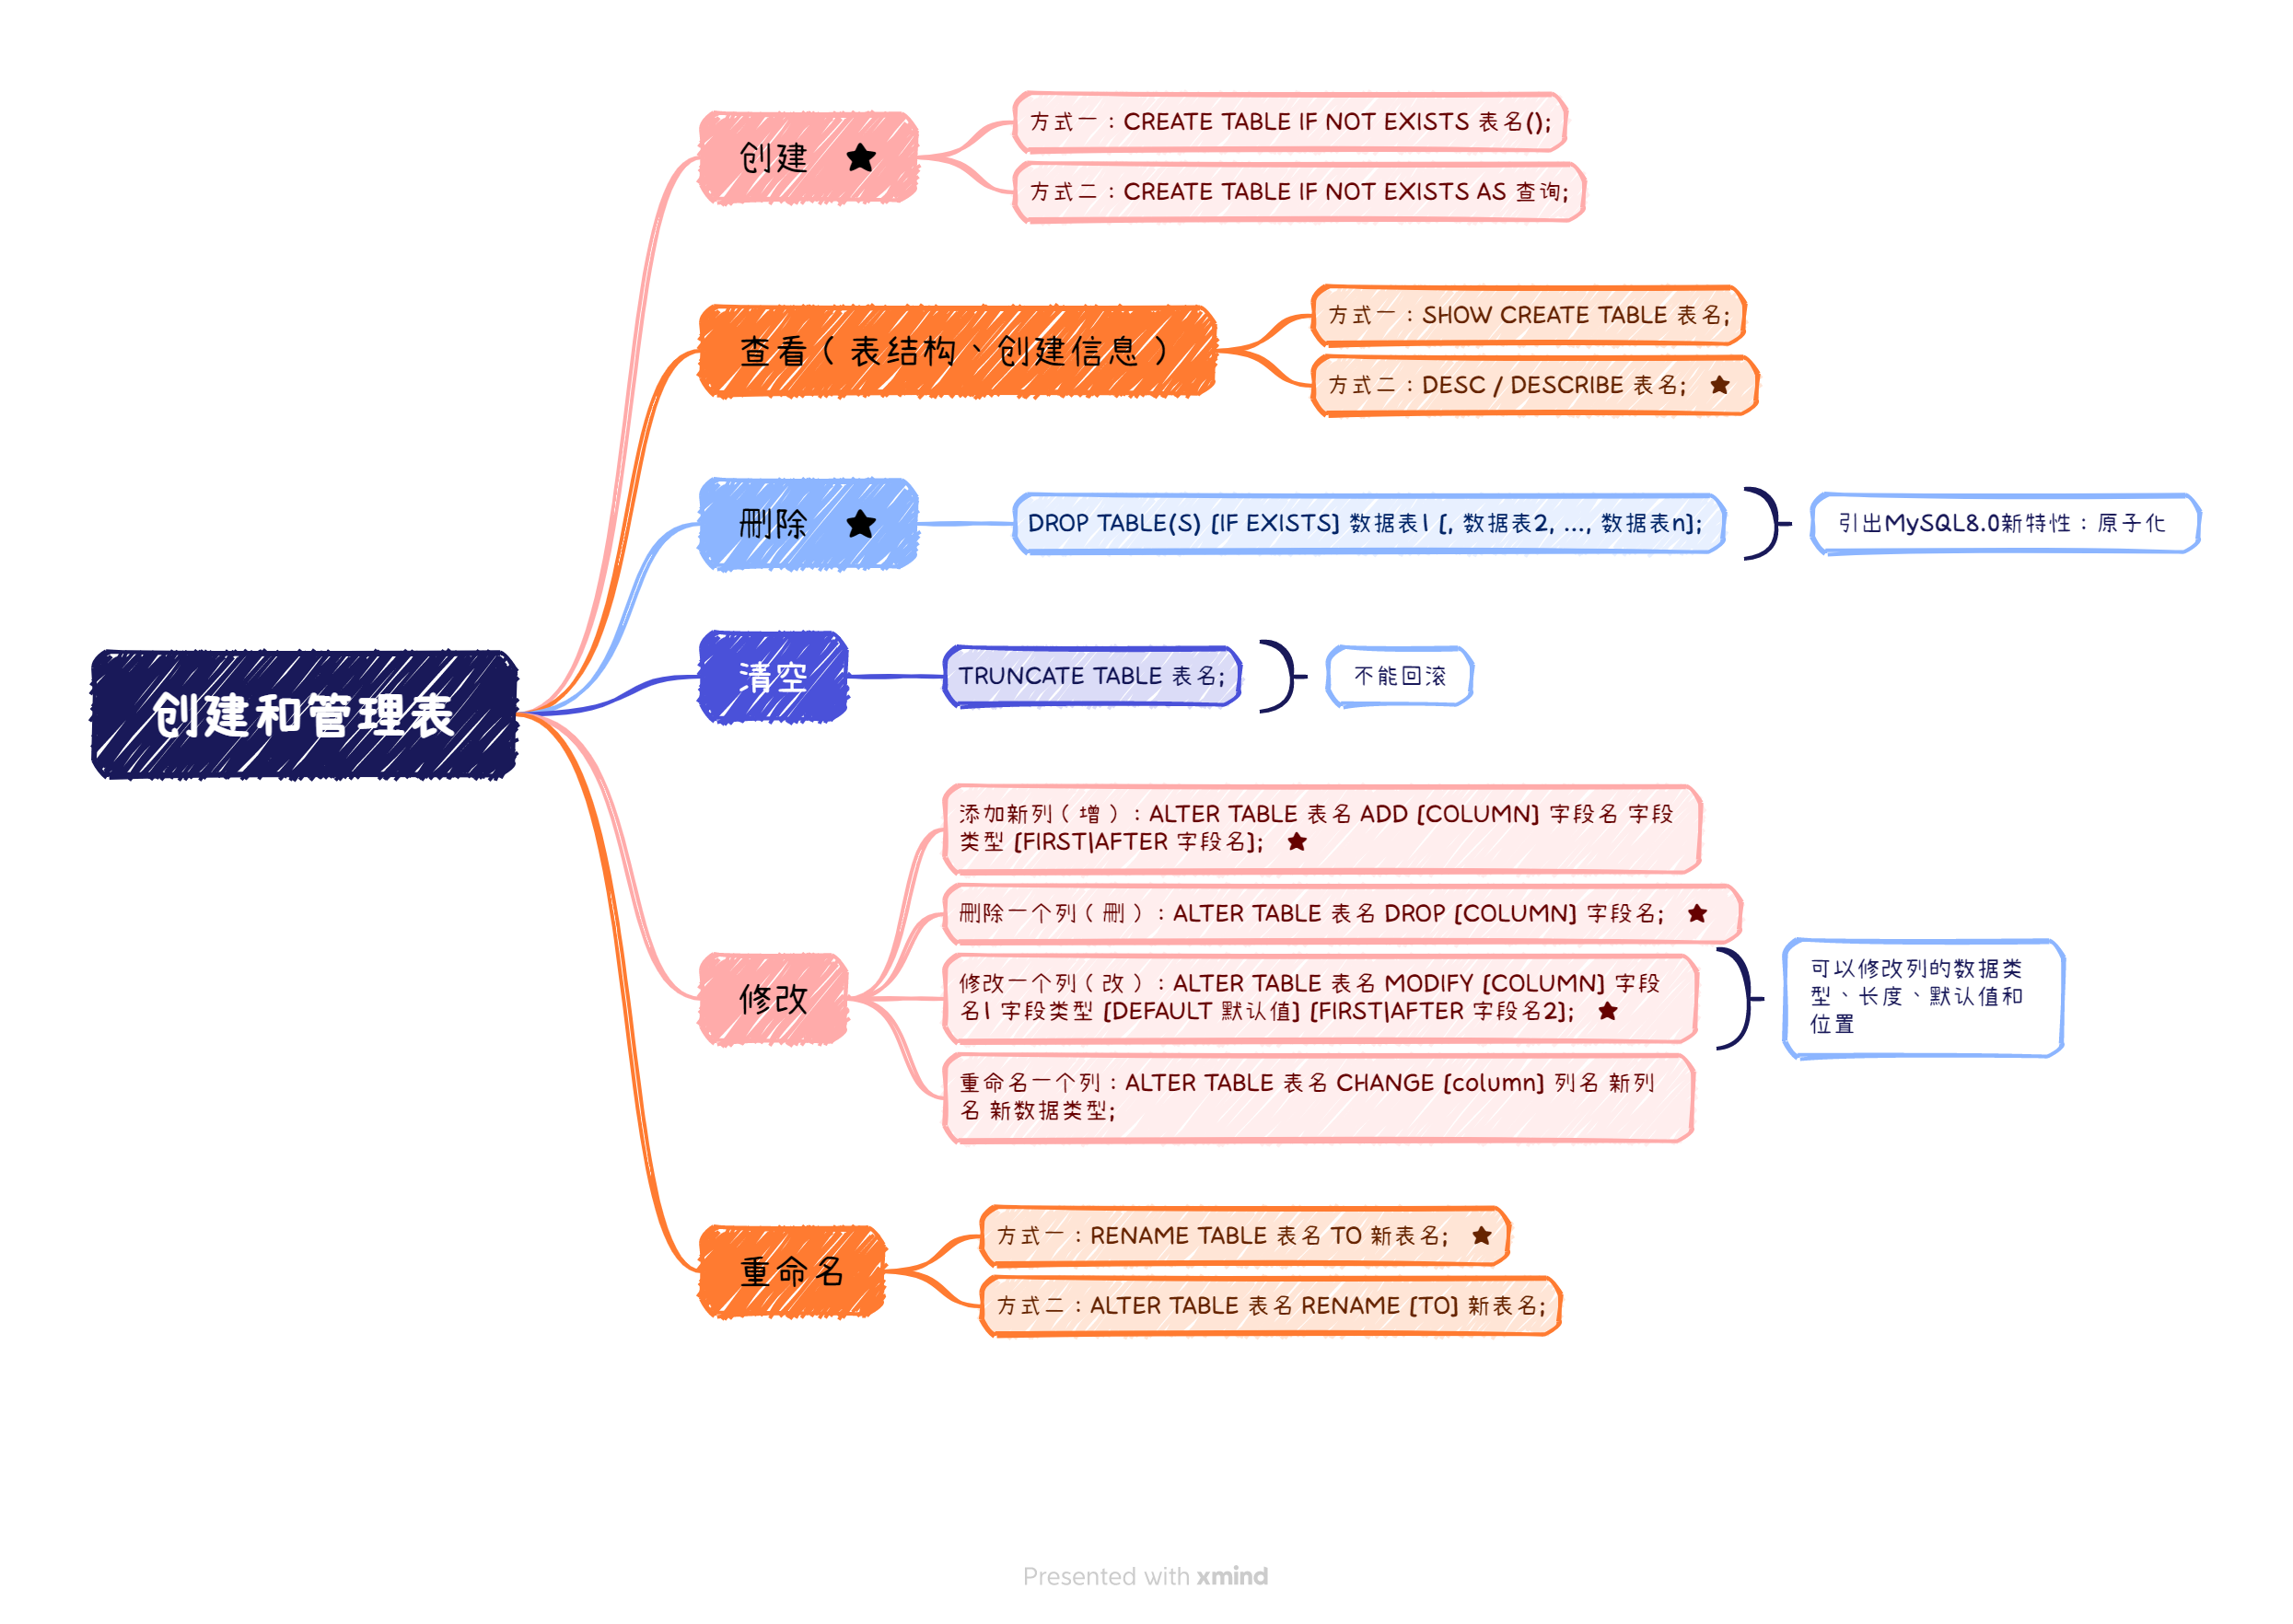 创建和管理表
创建 ★
方式一：CREATE TABLE IF NOT EXISTS 表名();
方式二：CREATE TABLE IF NOT EXISTS AS 查询;
查看（表结构、创建信息）
方式一：SHOW CREATE TABLE 表名;
方式二：DESC / DESCRIBE 表名; ★
删除 ★
DROP TABLE(S) [IF EXISTS] 数据表1 [, 数据表2, ..., 数据表n];
引出MySQL8.0新特性：原子化
清空
TRUNCATE TABLE 表名;
不能回滚
修改
添加新列（增）：ALTER TABLE 表名 ADD [COLUMN] 字段名 字段
类型 [FIRST|AFTER 字段名]; ★
删除一个列（删）：ALTER TABLE 表名 DROP [COLUMN] 字段名; ★
修改一个列（改）：ALTER TABLE 表名 MODIFY [COLUMN] 字段
名1 字段类型 [DEFAULT 默认值] [FIRST|AFTER 字段名2]; ★
可以修改列的数据类
型、长度、默认值和
位置
重命名一个列：ALTER TABLE 表名 CHANGE [column] 列名 新列
名 新数据类型;
重命名
方式一：RENAME TABLE 表名 TO 新表名; ★
方式二：ALTER TABLE 表名 RENAME [TO] 新表名;
Presented with xmind